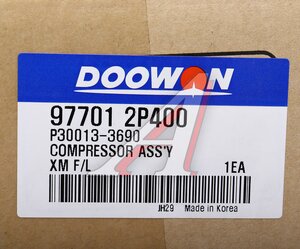 DOOWON
97701 2P400
P30013-3690
COMPRESSOR ASS'Y
XM F/L 1EA
JH29 Made in Korea